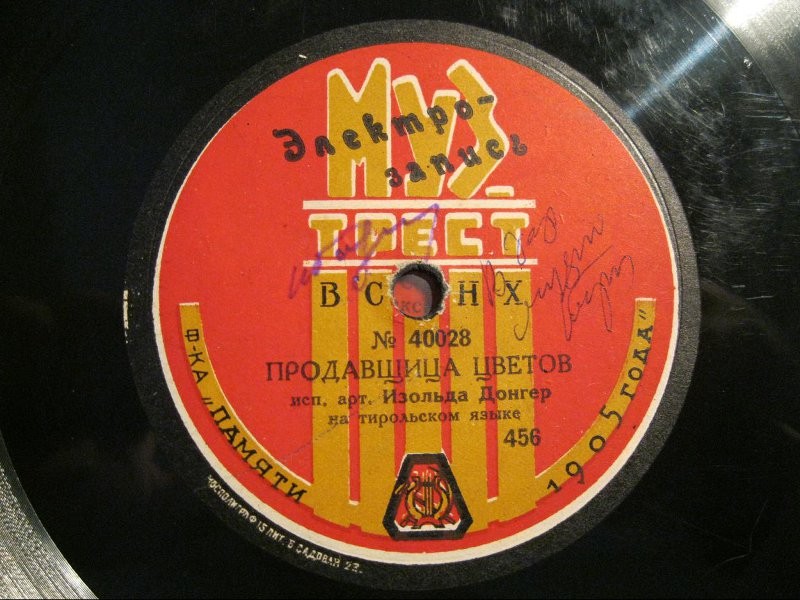 МУЗ
Электро-
запись
ТРЕСТ
ВСНХ
№ 40028
ПРОДАВЩИЦА ЦВЕТОВ
исп. арт. Изольда Донгер
на тирольском языке
456
Ф-КА „ПАМЯТИ
1905 ГОДА”